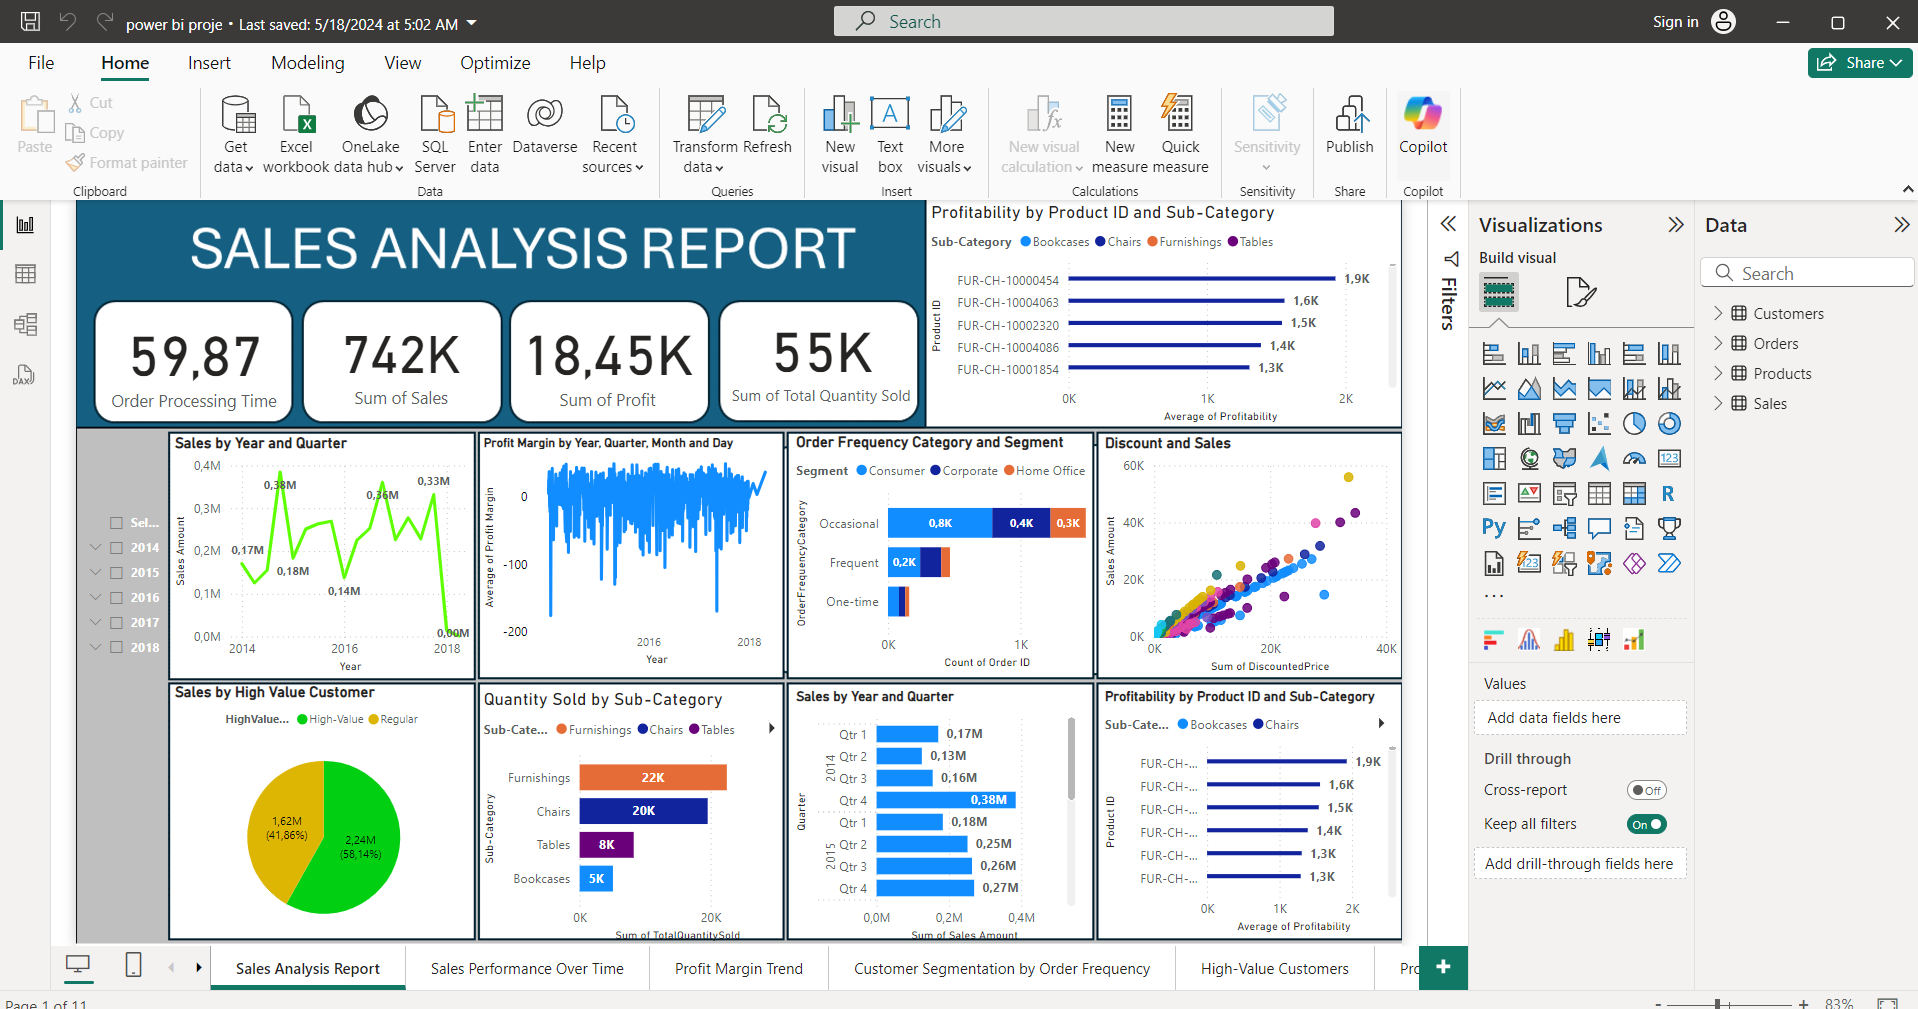 power bi proje • Last saved: 5/18/2024 at 5:02 AM
Search
Sign in
File
Home
Insert
Modeling
View
Optimize
Help
Share
Paste
Cut
Copy
Format painter
Clipboard
Get data
Excel workbook
OneLake data hub
SQL Server
Enter data
Dataverse
Recent sources
Data
Transform data
Refresh
Queries
New visual
Text box
More visuals
Insert
New visual calculation
New measure
Quick measure
Calculations
Sensitivity
Sensitivity
Publish
Share
Copilot
Copilot
SALES ANALYSIS REPORT
59,87
Order Processing Time
742K
Sum of Sales
18,45K
Sum of Profit
55K
Sum of Total Quantity Sold
Profitability by Product ID and Sub-Category
Sub-Category Bookcases Chairs Furnishings Tables
Product ID
FUR-CH-10000454 1,9K
FUR-CH-10004063 1,6K
FUR-CH-10002320 1,5K
FUR-CH-10004086 1,4K
FUR-CH-10001854 1,3K
0K 1K 2K
Average of Profitability
Sel...
2014
2015
2016
2017
2018
Sales by Year and Quarter
Sales Amount
0,4M
0,3M
0,2M
0,1M
0,0M
0,17M
0,38M
0,18M
0,14M
0,36M
0,33M
0,00M
2014 2016 2018
Year
Profit Margin by Year, Quarter, Month and Day
Average of Profit Margin
0
-100
-200
2016 2018
Year
Order Frequency Category and Segment
Segment Consumer Corporate Home Office
OrderFrequencyCategory
Occasional 0,8K 0,4K 0,3K
Frequent 0,2K
One-time
0K 1K
Count of Order ID
Discount and Sales
Sales Amount
60K
40K
20K
0K
0K 20K 40K
Sum of DiscountedPrice
Sales by High Value Customer
HighValue... High-Value Regular
1,62M
(41,86%)
2,24M
(58,14%)
Quantity Sold by Sub-Category
Sub-Cate... Furnishings Chairs Tables
Sub-Category
Furnishings 22K
Chairs 20K
Tables 8K
Bookcases 5K
0K 20K
Sum of TotalQuantitySold
Sales by Year and Quarter
Quarter
2014
Qtr 1 0,17M
Qtr 2 0,13M
Qtr 3 0,16M
Qtr 4 0,38M
2015
Qtr 1 0,18M
Qtr 2 0,25M
Qtr 3 0,26M
Qtr 4 0,27M
0,0M 0,2M 0,4M
Sum of Sales Amount
Profitability by Product ID and Sub-Category
Sub-Cate... Bookcases Chairs
Product ID
FUR-CH-... 1,9K
FUR-CH-... 1,6K
FUR-CH-... 1,5K
FUR-CH-... 1,4K
FUR-CH-... 1,3K
FUR-CH-... 1,3K
0K 1K 2K
Average of Profitability
Filters
Visualizations
Build visual
123
R
Py
123
...
Values
Add data fields here
Drill through
Cross-report Off
Keep all filters On
Add drill-through fields here
Data
Search
Customers
Orders
Products
Sales
DAX
Sales Analysis Report
Sales Performance Over Time
Profit Margin Trend
Customer Segmentation by Order Frequency
High-Value Customers
Pro
+
Page 1 of 11
- + 83%